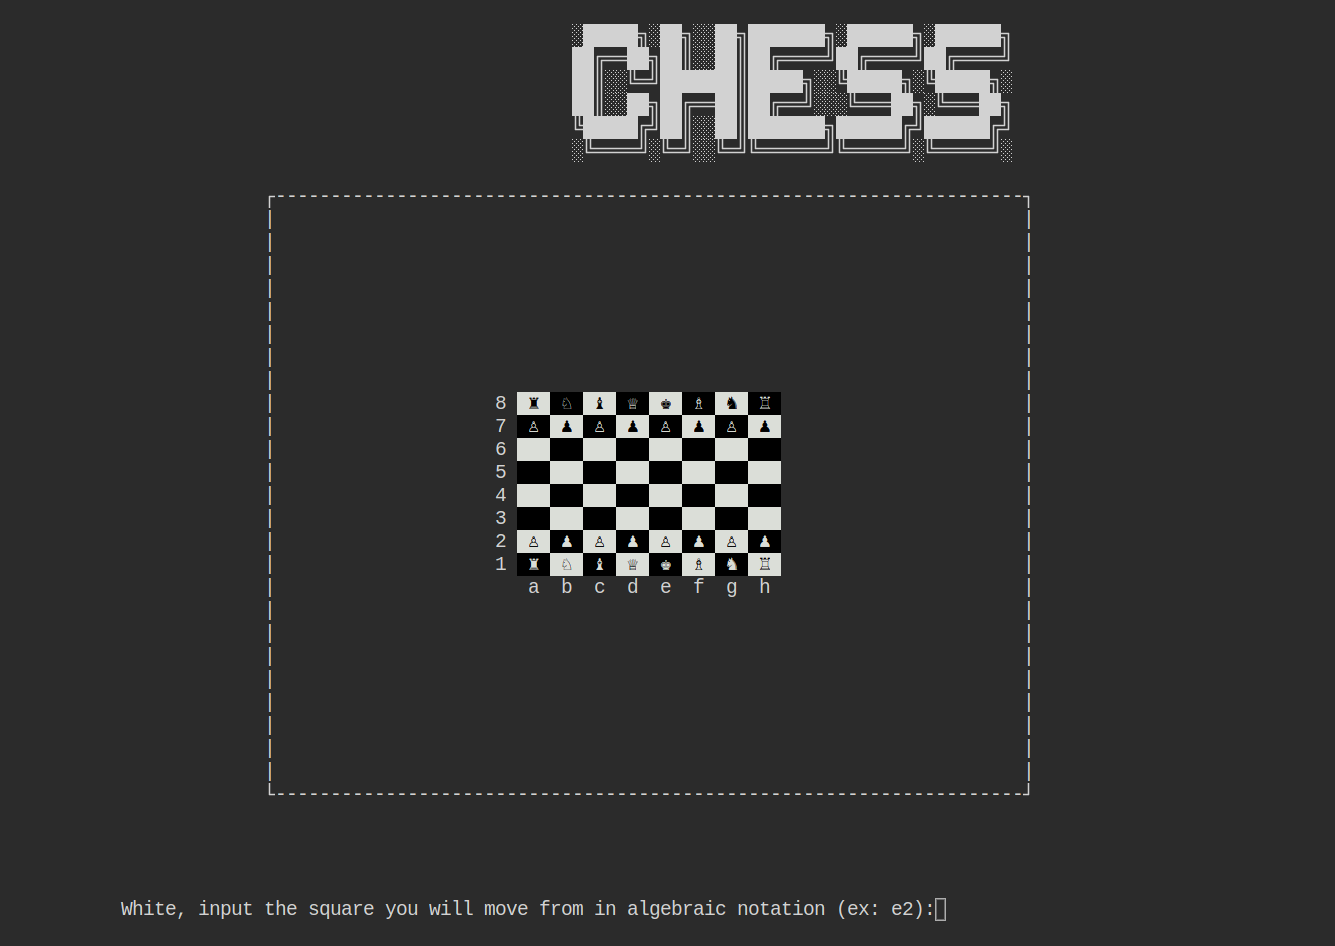 CHESS
8 ♜ ♘ ♝ ♕ ♚ ♗ ♞ ♖
7 ♙ ♟ ♙ ♟ ♙ ♟ ♙ ♟
6
5
4
3
2 ♙ ♟ ♙ ♟ ♙ ♟ ♙ ♟
1 ♜ ♘ ♝ ♕ ♚ ♗ ♞ ♖
a b c d e f g h
White, input the square you will move from in algebraic notation (ex: e2):